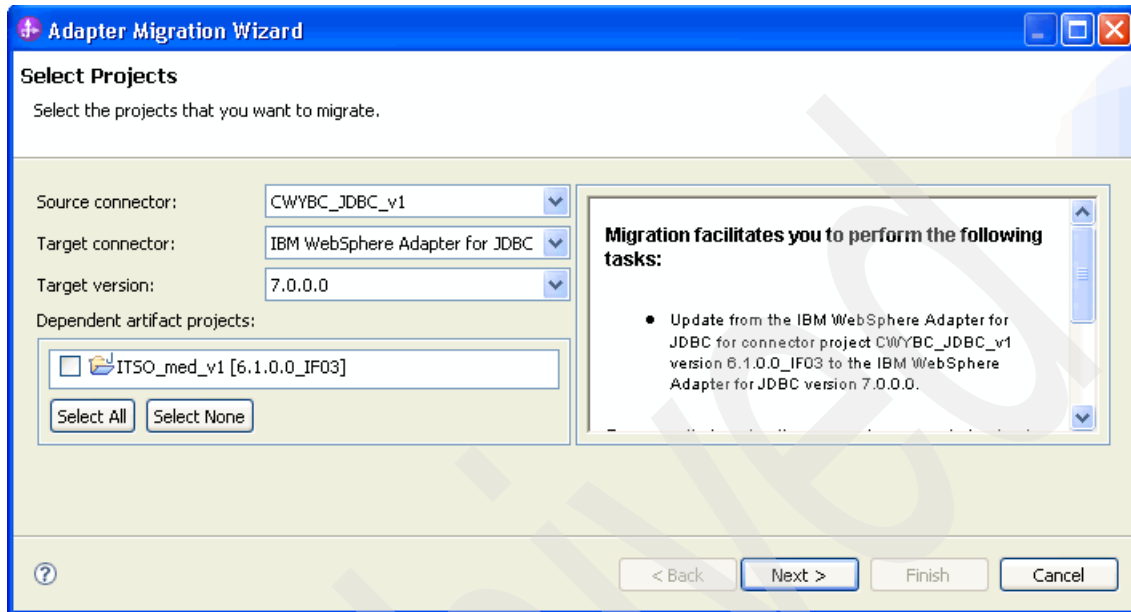 Adapter Migration Wizard
Select Projects
Select the projects that you want to migrate.
Source connector:
CWYBC_JDBC_v1
Target connector:
IBM WebSphere Adapter for JDBC
Target version:
7.0.0.0
Dependent artifact projects:
ITSO_med_v1 [6.1.0.0_IF03]
Select All
Select None
Migration facilitates you to perform the following
tasks:
• Update from the IBM WebSphere Adapter for
JDBC for connector project CWYBC_JDBC_v1
version 6.1.0.0_IF03 to the IBM WebSphere
Adapter for JDBC version 7.0.0.0.
?
< Back
Next >
Finish
Cancel